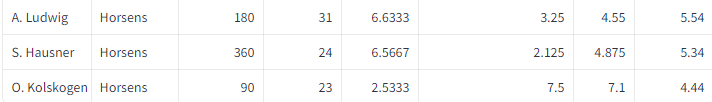 A. Ludwig Horsens 180 31 6.6333 3.25 4.55 5.54
S. Hausner Horsens 360 24 6.5667 2.125 4.875 5.34
O. Kolskogen Horsens 90 23 2.5333 7.5 7.1 4.44